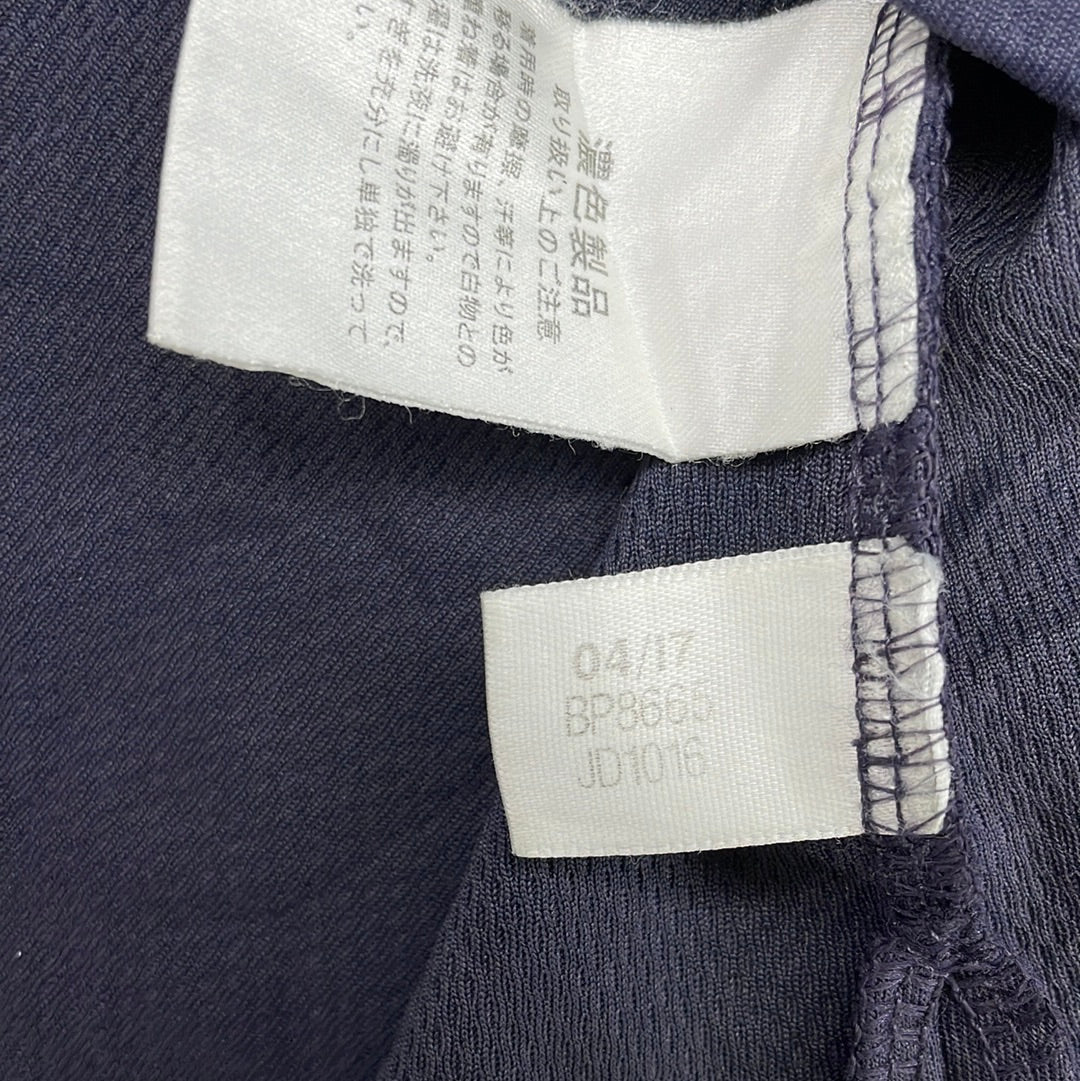 濃色製品
取り扱い上のご注意
着用時の摩擦、汗等により色が
移る場合が有りますので白物との
重ね着はお避け下さい。
濯は洗液に濁りが出ますので、
すぎを充分にし単独で洗って
い。
04/17
BP8665
JD1016